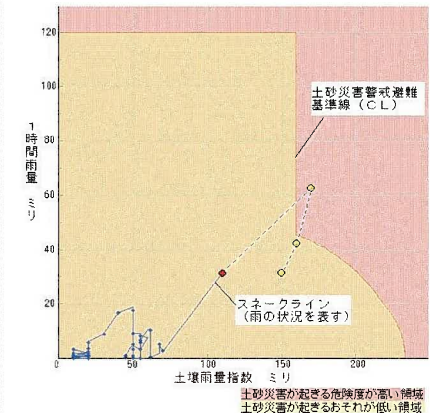 120
100
80
60
40
20
0
1時間雨量 ミリ
土砂災害警戒避難
基準線(CL)
スネークライン
(雨の状況を表す)
50
100
150
200
土壌雨量指数 ミリ
土砂災害が起きる危険度が高い領域
土砂災害が起きるおそれが低い領域